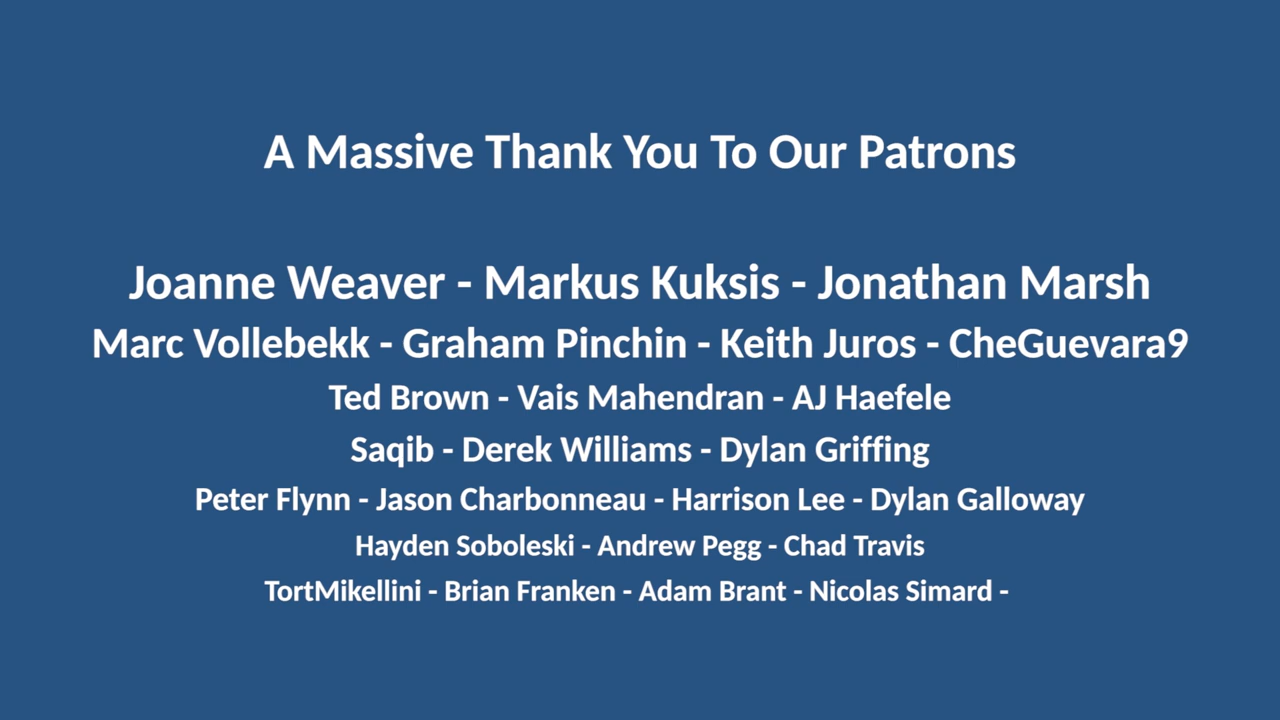 A Massive Thank You To Our Patrons
Joanne Weaver - Markus Kuksis - Jonathan Marsh
Marc Vollebekk - Graham Pinchin - Keith Juros - CheGuevara9
Ted Brown - Vais Mahendran - AJ Haefele
Saqib - Derek Williams - Dylan Griffing
Peter Flynn - Jason Charbonneau - Harrison Lee - Dylan Galloway
Hayden Soboleski - Andrew Pegg - Chad Travis
TortMikellini - Brian Franken - Adam Brant - Nicolas Simard -